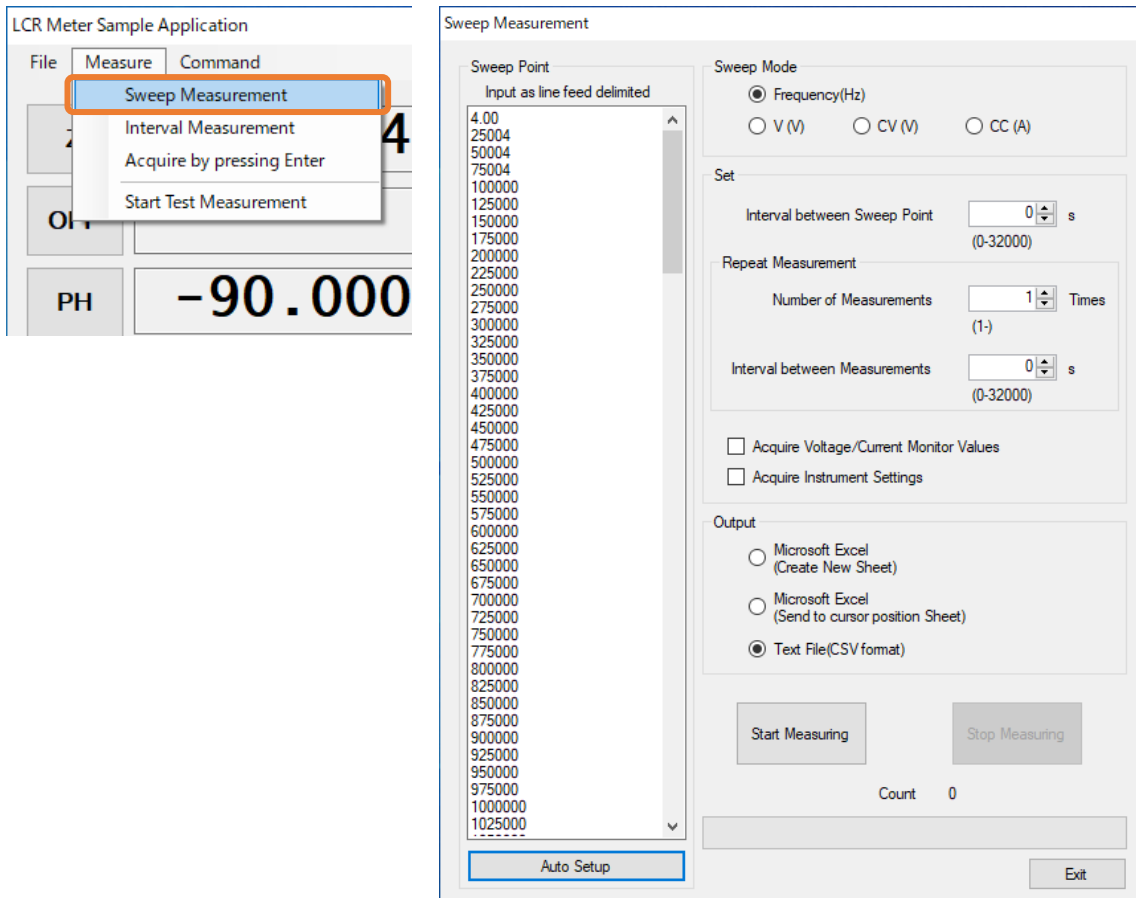 LCR Meter Sample Application
File Measure Command
Sweep Measurement
Interval Measurement
Acquire by pressing Enter
Start Test Measurement
4
PH -90.000
Sweep Measurement
Sweep Point
Input as line feed delimited
4.00
25004
50004
75004
100000
125000
150000
175000
200000
225000
250000
275000
300000
325000
350000
375000
400000
425000
450000
475000
500000
525000
550000
575000
600000
625000
650000
675000
700000
725000
750000
775000
800000
825000
850000
875000
900000
925000
950000
975000
1000000
1025000
Auto Setup
Sweep Mode
Frequency(Hz)
V (V) CV (V) CC (A)
Set
Interval between Sweep Point 0 s
(0-32000)
Repeat Measurement
Number of Measurements 1 Times
(1-)
Interval between Measurements 0 s
(0-32000)
Acquire Voltage/Current Monitor Values
Acquire Instrument Settings
Output
Microsoft Excel
(Create New Sheet)
Microsoft Excel
(Send to cursor position Sheet)
Text File(CSV format)
Start Measuring Stop Measuring
Count 0
Exit